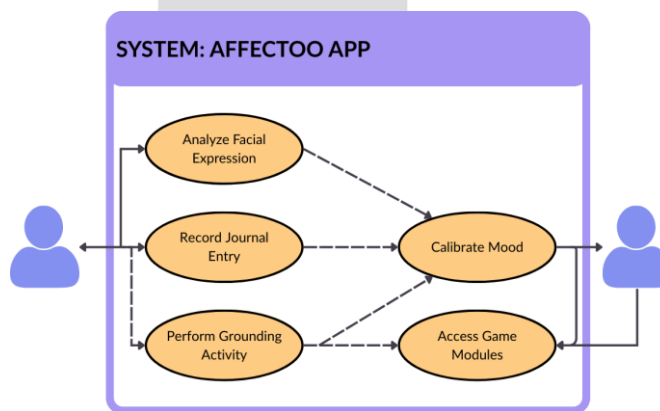 SYSTEM: AFFECTOO APP
Analyze Facial
Expression
Record Journal
Entry
Calibrate Mood
Perform Grounding
Activity
Access Game
Modules